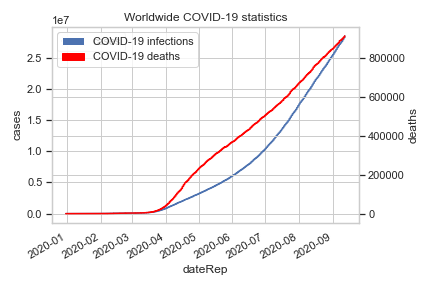 Worldwide COVID-19 statistics
1e7
COVID-19 infections
COVID-19 deaths
2.5
2.0
1.5
1.0
0.5
0.0
cases
800000
600000
400000
200000
0
deaths
2020-01
2020-02
2020-03
2020-04
2020-05
2020-06
2020-07
2020-08
2020-09
dateRep